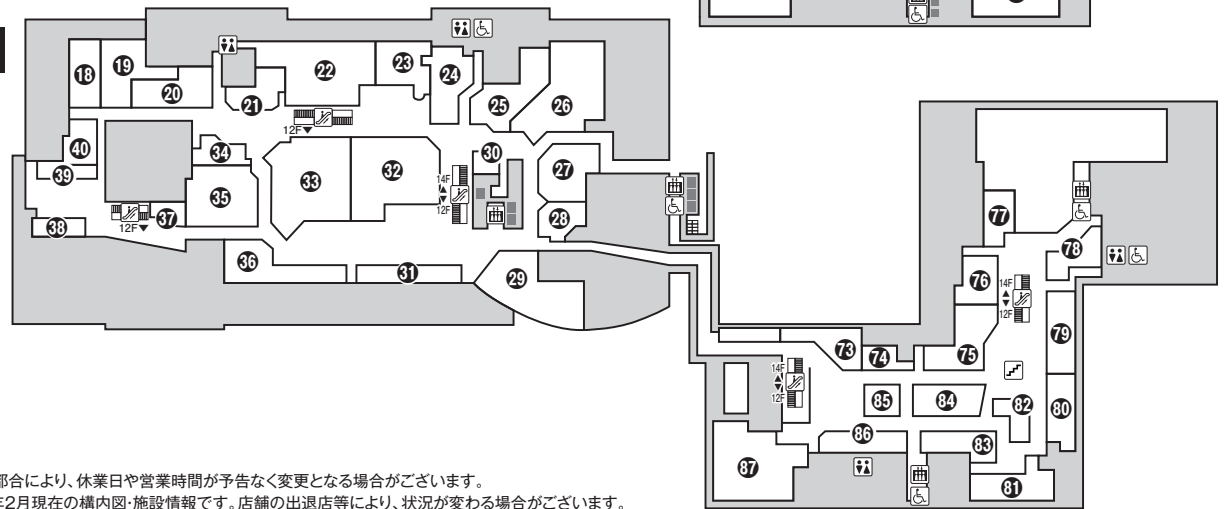 18 19 20 21 22 23 24 25 26
12F▼
40 39 34 35 33 32 30 27 28
14F
▲
▼
12F
38 37
12F▼
36 31 29
77 78
76
14F
▲
▼
12F
79
73 74 75
14F
▲
▼
12F
85 84 82 80
86 83
87 81
都合により、休業日や営業時間が予告なく変更となる場合がございます。
年2月現在の構内図・施設情報です。店舗の出退店等により、状況が変わる場合がございます。